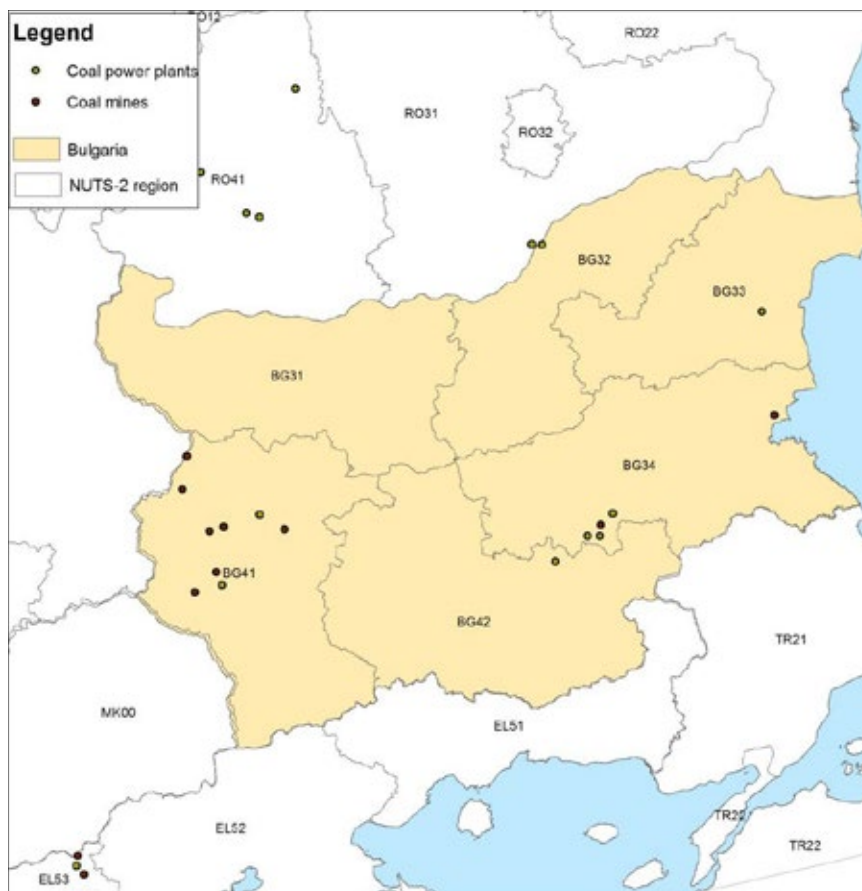 Legend
Coal power plants
Coal mines
Bulgaria
NUTS-2 region
RO12
RO22
RO31
RO32
RO41
BG32
BG33
BG31
BG34
BG41
BG42
TR21
MK00
EL51
EL52
TR22
TR22
EL53